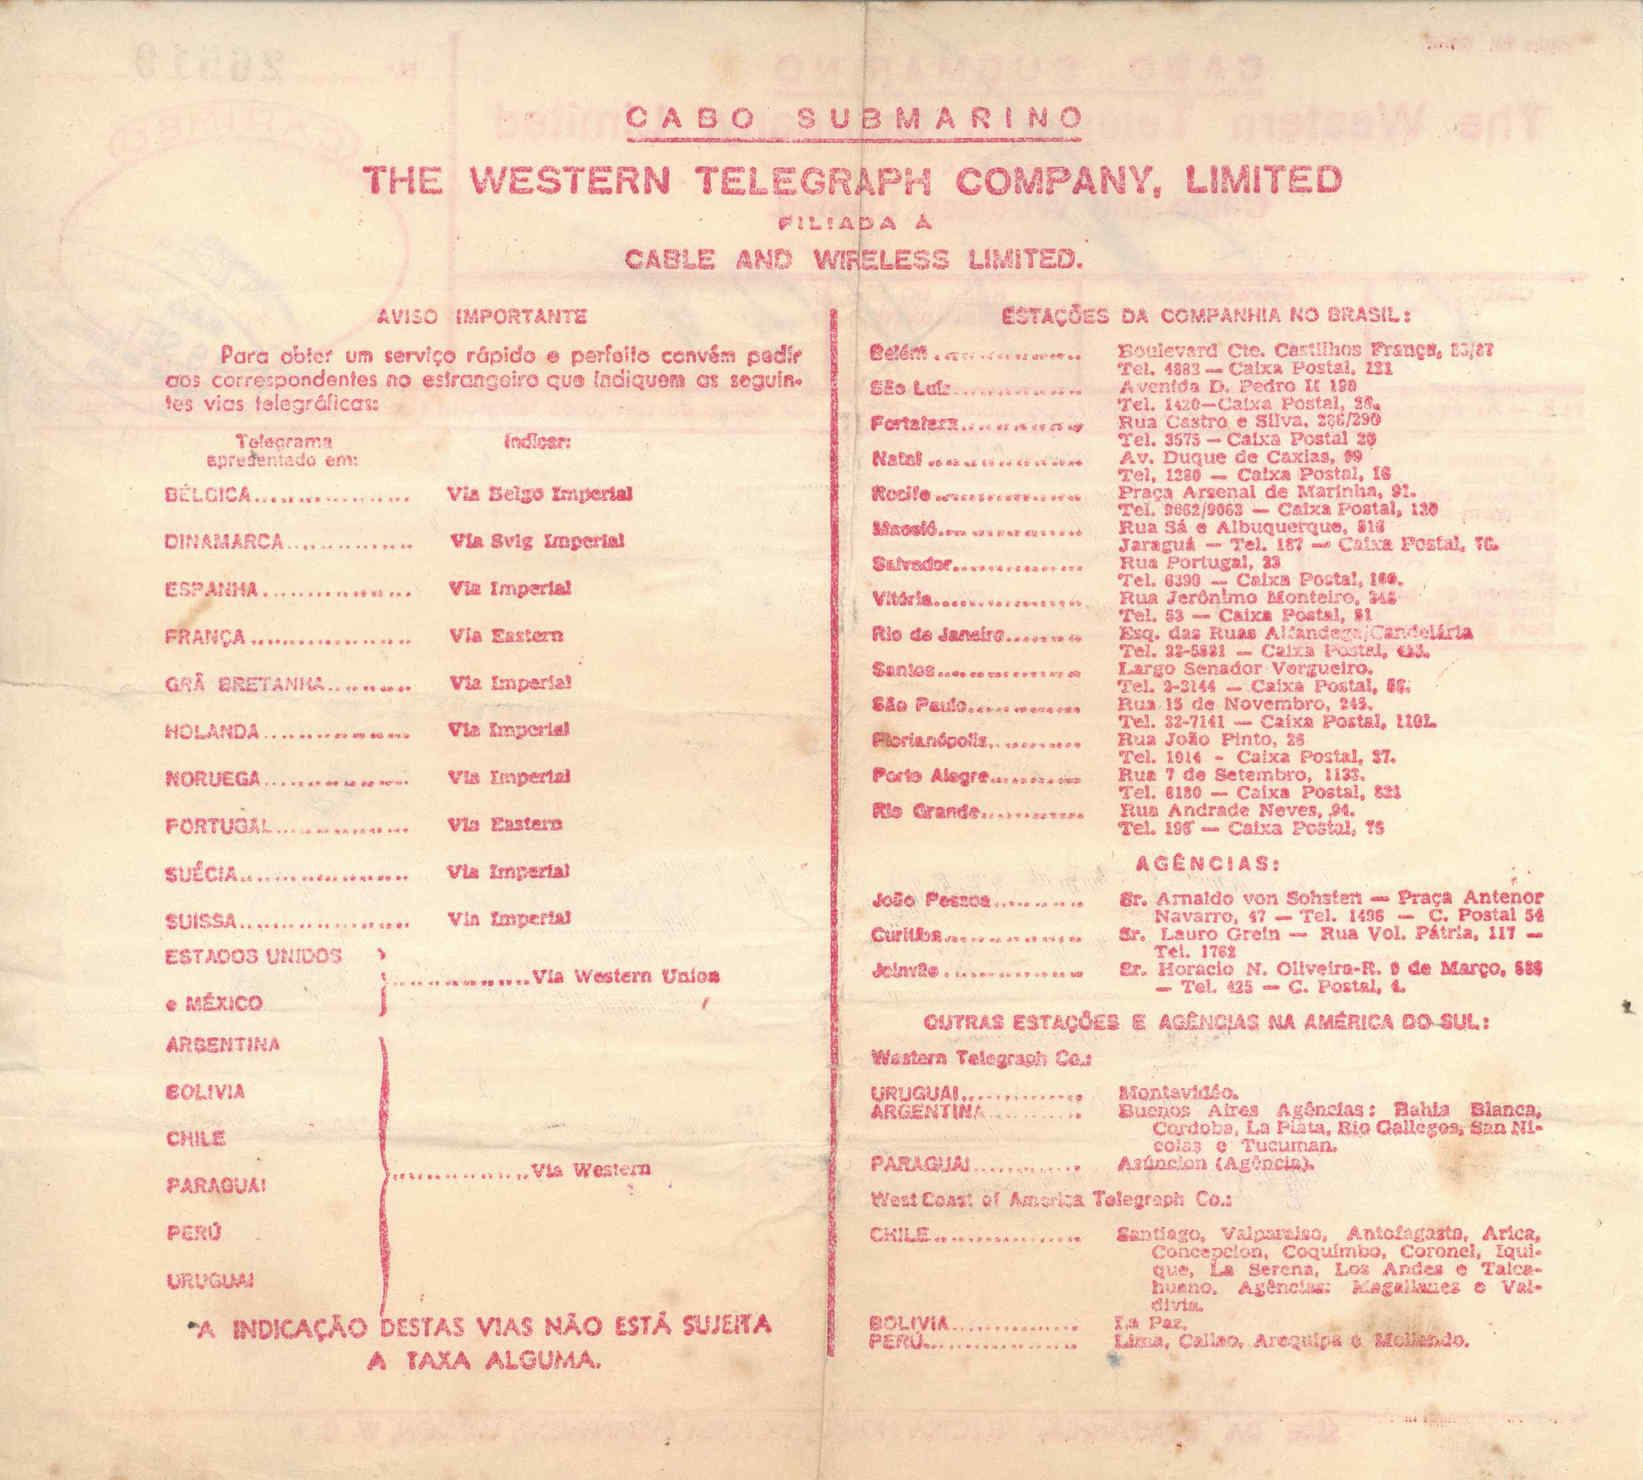 CABO SUBMARINO
THE WESTERN TELEGRAPH COMPANY, LIMITED
FILIADA À
CABLE AND WIRELESS LIMITED.
AVISO IMPORTANTE
Para obter um serviço rápido e perfeito convém pedir
aos correspondentes no estrangeiro que indiquem as seguin-
tes vias telegráficas:
Telegrama
apresentado em:
Indicar:
BÉLGICA.................. Via Belgo Imperial
DINAMARCA.............. Via Svig Imperial
ESPANHA................. Via Imperial
FRANÇA................... Via Eastern
GRÃ BRETANHA.......... Via Imperial
HOLANDA................. Via Imperial
NORUEGA................. Via Imperial
PORTUGAL................ Via Eastern
SUÉCIA.................... Via Imperial
SUISSA.................... Via Imperial
ESTADOS UNIDOS
e MÉXICO
.................Via Western Union
ARGENTINA
BOLIVIA
CHILE
PARAGUAI
PERÚ
URUGUAI
.................Via Western
A INDICAÇÃO DESTAS VIAS NÃO ESTÁ SUJEITA
A TAXA ALGUMA.
ESTAÇÕES DA COMPANHIA NO BRASIL:
Belém .................. Boulevard Cte. Castilhos França,
Tel. 4883 — Caixa Postal, 121
São Luiz................ Avenida D. Pedro II 190
Tel. 1420—Caixa Postal,
Fortaleza............... Rua Castro e Silva, 286/290
Tel. 3575 — Caixa Postal
Natal................... Av. Duque de Caxias, 99
Tel, 1280 — Caixa Postal, 16
Recife.................. Praça Arsenal de Marinha, 91.
Tel. 9062/9063 — Caixa Postal, 120
Maceió.................. Rua Sá e Albuquerque,
Jaraguá — Tel. 187 — Caixa Postal,
Salvador................ Rua Portugal, 23
Tel. 6390 — Caixa Postal,
Vitória................. Rua Jerônimo Monteiro,
Tel. 53 — Caixa Postal,
Rio de Janeiro.......... Esq. das Ruas Alfandega/Candelária
Tel. — Caixa Postal,
Santos.................. Largo Senador Vergueiro.
Tel. 2-3144 — Caixa Postal,
São Paulo............... Rua 15 de Novembro,
Tel. 32-7141 — Caixa Postal,
Florianópolis........... Rua João Pinto, 26
Tel. 1014 - Caixa Postal, 37.
Porto Alegre............ Rua 7 de Setembro,
Tel. 6180 — Caixa Postal,
Rio Grande.............. Rua Andrade Neves, 94.
Tel. — Caixa Postal,
AGÊNCIAS:
João Pessoa............ Sr. Arnaldo von Sohsten — Praça Antenor
Navarro, 47 — Tel. 1496 — C. Postal 54
Curitiba................ Sr. Lauro Grein — Rua Vol. Pátria, 117 —
Tel. 1762
Joinvile................ Sr. Horacio N. Oliveira-R. 9 de Março,
— Tel. 425 — C. Postal, 4.
OUTRAS ESTAÇÕES E AGÊNCIAS NA AMÉRICA DO SUL:
Western Telegraph Co.:
URUGUAI............... Montevidéo.
ARGENTINA............ Buenos Aires Agências: Bahia Blanca,
Cordoba, La Plata, Rio Gallegos, San Ni-
colas e Tucuman.
PARAGUAI............. Asúncion (Agência).
West Coast of America Telegraph Co.:
CHILE................... Santiago, Valparaiso, Antofagasta, Arica,
Concepcion, Coquimbo, Coronel, Iqui-
que, La Serena, Los Andes e Talca-
huano. Agências: Magallanes e Val-
divia.
BOLIVIA................ La Paz.
PERÚ................... Lima, Callao, Arequipa e Mollendo.